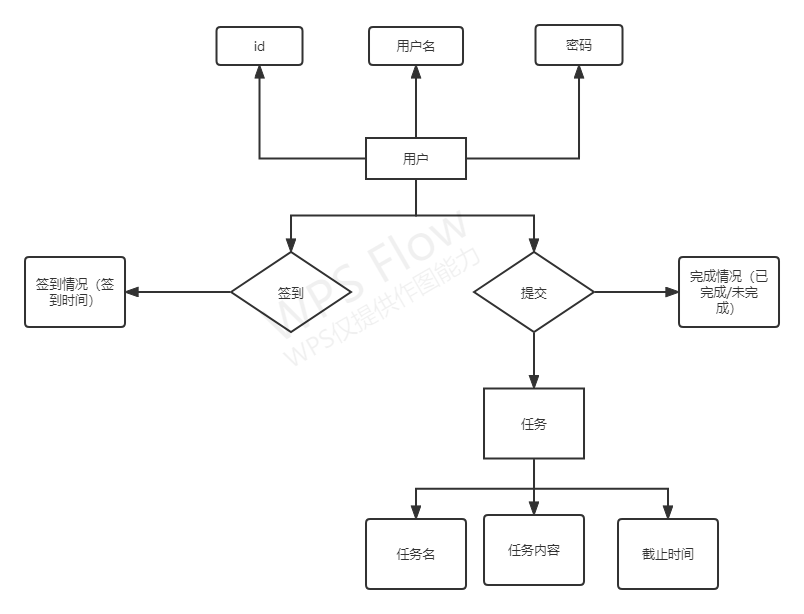 id
用户名
密码
用户
签到情况（签
到时间）
签到
提交
完成情况（已
完成/未完
成）
WPS Flow
WPS仅提供作图能力
任务
任务名
任务内容
截止时间